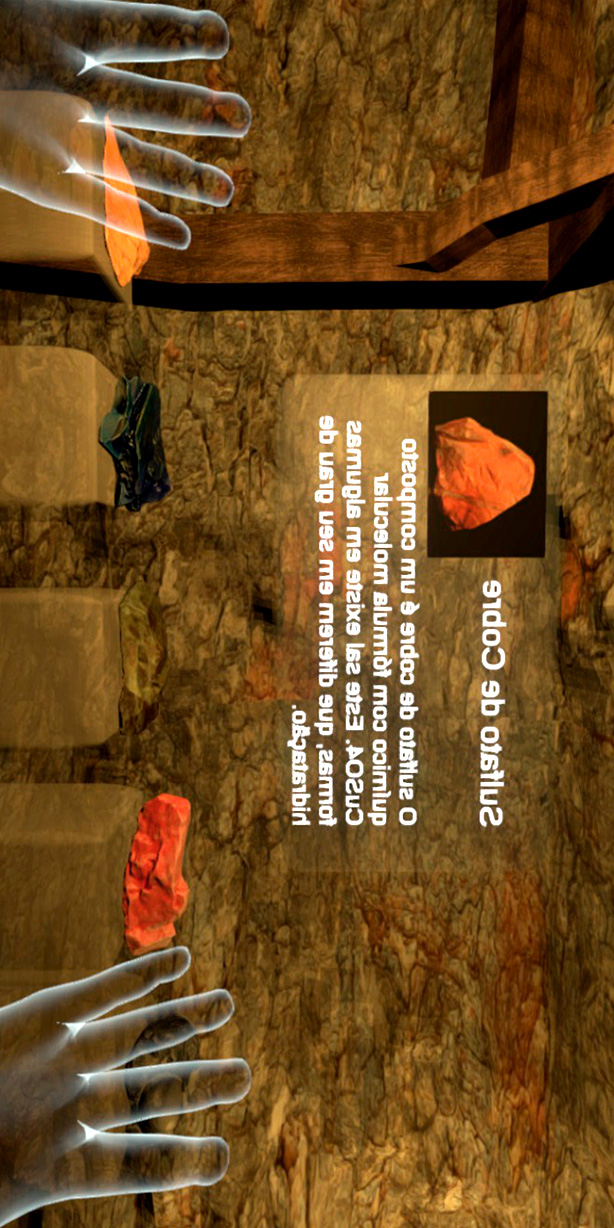 Sulfato de Cobre
O sulfato de cobre é um composto
químico com fórmula molecular
CuSO4. Este sal existe em algumas
formas, que diferem em seu grau de
hidratação.